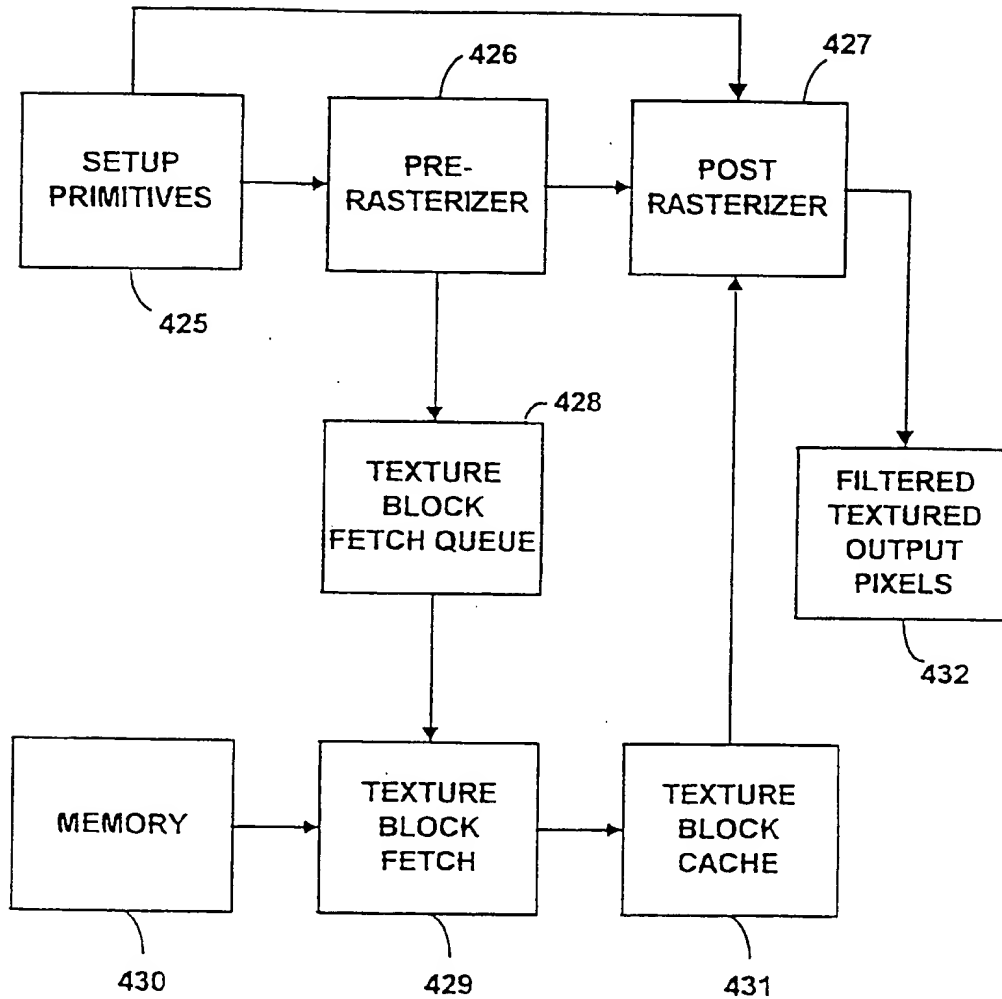 426
427
SETUP
PRIMITIVES
PRE-
RASTERIZER
POST
RASTERIZER
425
428
TEXTURE
BLOCK
FETCH QUEUE
FILTERED
TEXTURED
OUTPUT
PIXELS
432
MEMORY
TEXTURE
BLOCK
FETCH
TEXTURE
BLOCK
CACHE
430
429
431